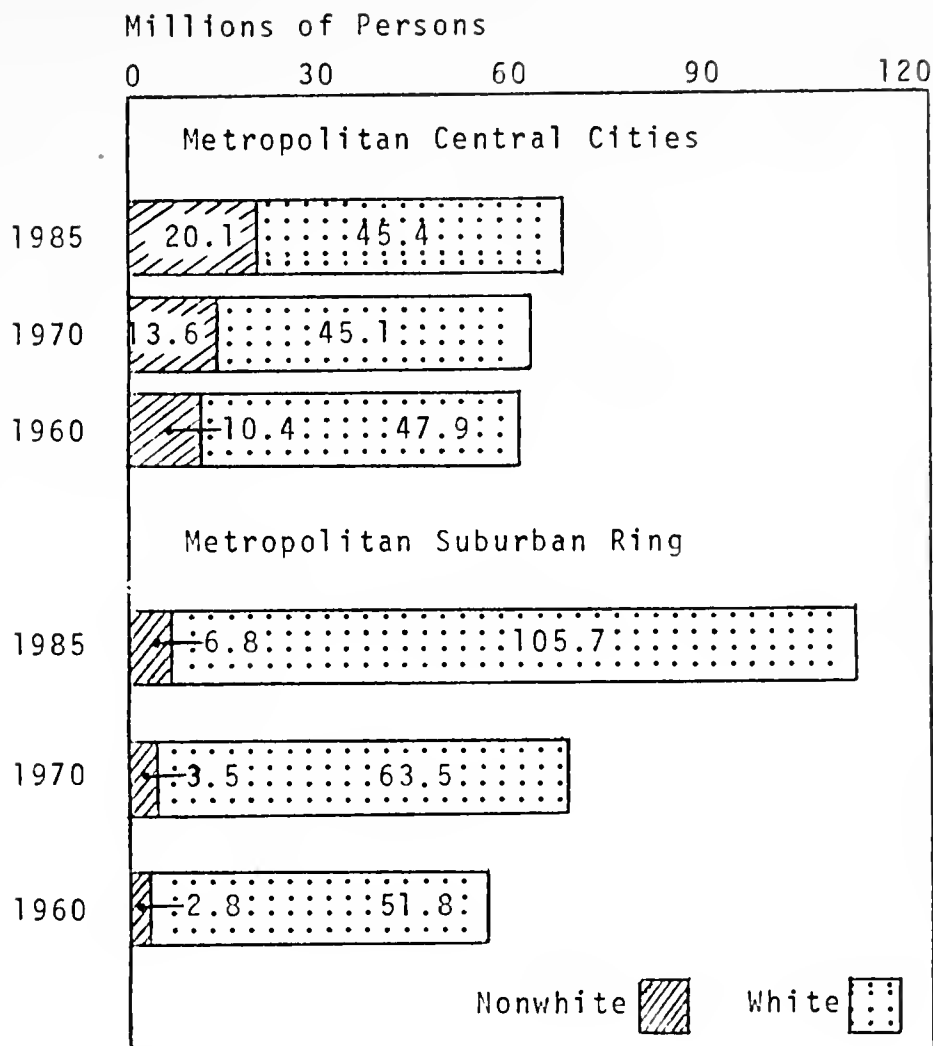 Millions of Persons
0 30 60 90 120
Metropolitan Central Cities
1985 20.1 45.4
1970 13.6 45.1
1960 10.4 47.9
Metropolitan Suburban Ring
1985 6.8 105.7
1970 3.5 63.5
1960 2.8 51.8
Nonwhite White